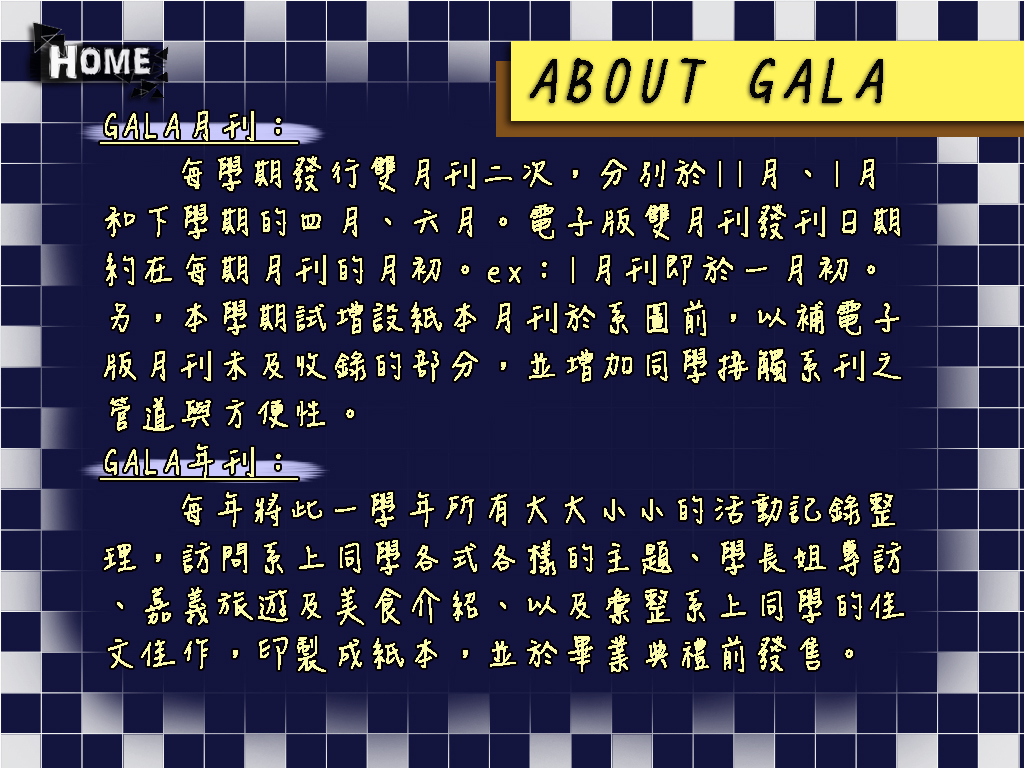 HOME
ABOUT GALA
GALA月刊：
每學期發行雙月刊二次，分別於11月、1月
和下學期的四月、六月。電子版雙月刊發刊日期
約在每期月刊的月初。ex：1月刊即於一月初。
另，本學期試增設紙本月刊於系圖前，以補電子
版月刊未及收錄的部分，並增加同學接觸系刊之
管道與方便性。
GALA年刊：
每年將此一學年所有大大小小的活動記錄整
理，訪問系上同學各式各樣的主題、學長姐專訪
、嘉義旅遊及美食介紹、以及彙整系上同學的佳
文佳作，印製成紙本，並於畢業典禮前發售。